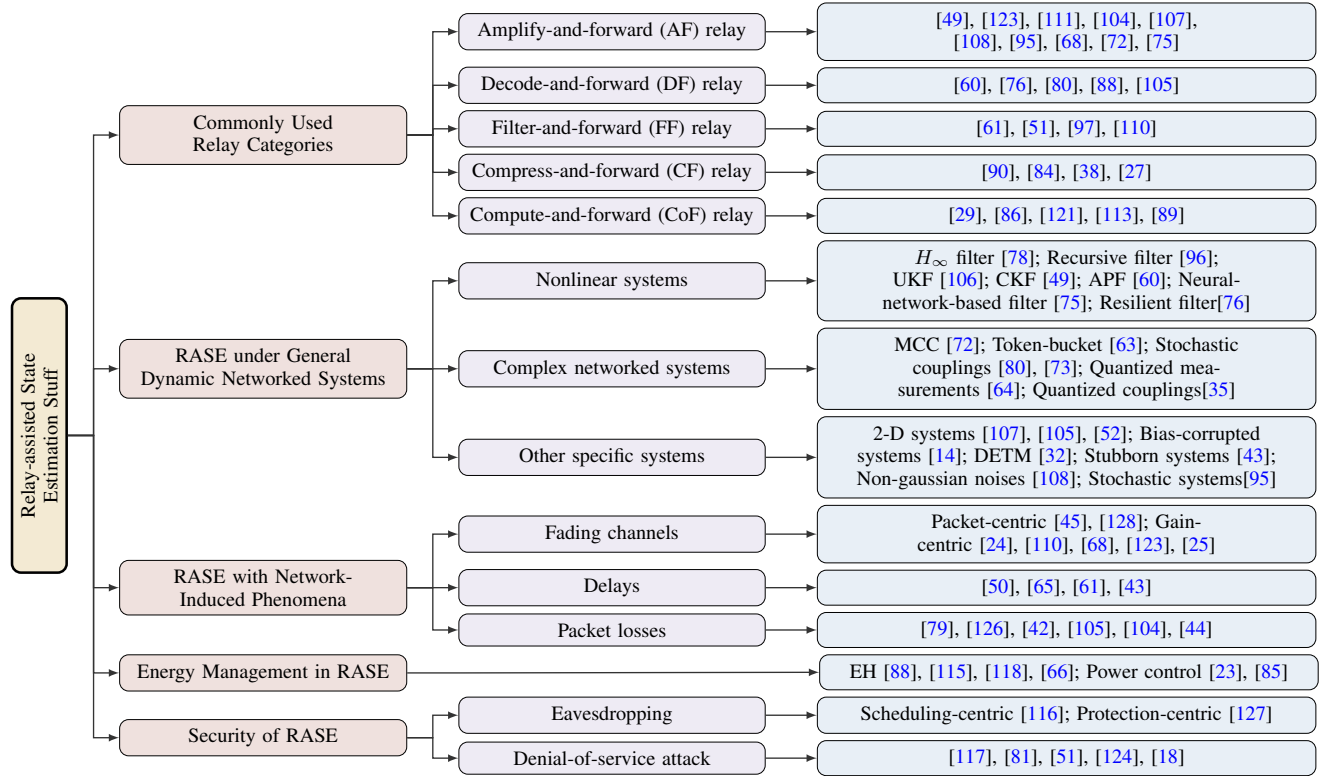 Relay-assisted State
Estimation Stuff
Commonly Used
Relay Categories
Amplify-and-forward (AF) relay
[49], [123], [111], [104], [107],
[108], [95], [68], [72], [75]
Decode-and-forward (DF) relay
[60], [76], [80], [88], [105]
Filter-and-forward (FF) relay
[61], [51], [97], [110]
Compress-and-forward (CF) relay
[90], [84], [38], [27]
Compute-and-forward (CoF) relay
[29], [86], [121], [113], [89]
RASE under General
Dynamic Networked Systems
Nonlinear systems
H∞ filter [78]; Recursive filter [96];
UKF [106]; CKF [49]; APF [60]; Neural-
network-based filter [75]; Resilient filter[76]
Complex networked systems
MCC [72]; Token-bucket [63]; Stochastic
couplings [80], [73]; Quantized mea-
surements [64]; Quantized couplings[35]
Other specific systems
2-D systems [107], [105], [52]; Bias-corrupted
systems [14]; DETM [32]; Stubborn systems [43];
Non-gaussian noises [108]; Stochastic systems[95]
RASE with Network-
Induced Phenomena
Fading channels
Packet-centric [45], [128]; Gain-
centric [24], [110], [68], [123], [25]
Delays
[50], [65], [61], [43]
Packet losses
[79], [126], [42], [105], [104], [44]
Energy Management in RASE
EH [88], [115], [118], [66]; Power control [23], [85]
Security of RASE
Eavesdropping
Scheduling-centric [116]; Protection-centric [127]
Denial-of-service attack
[117], [81], [51], [124], [18]